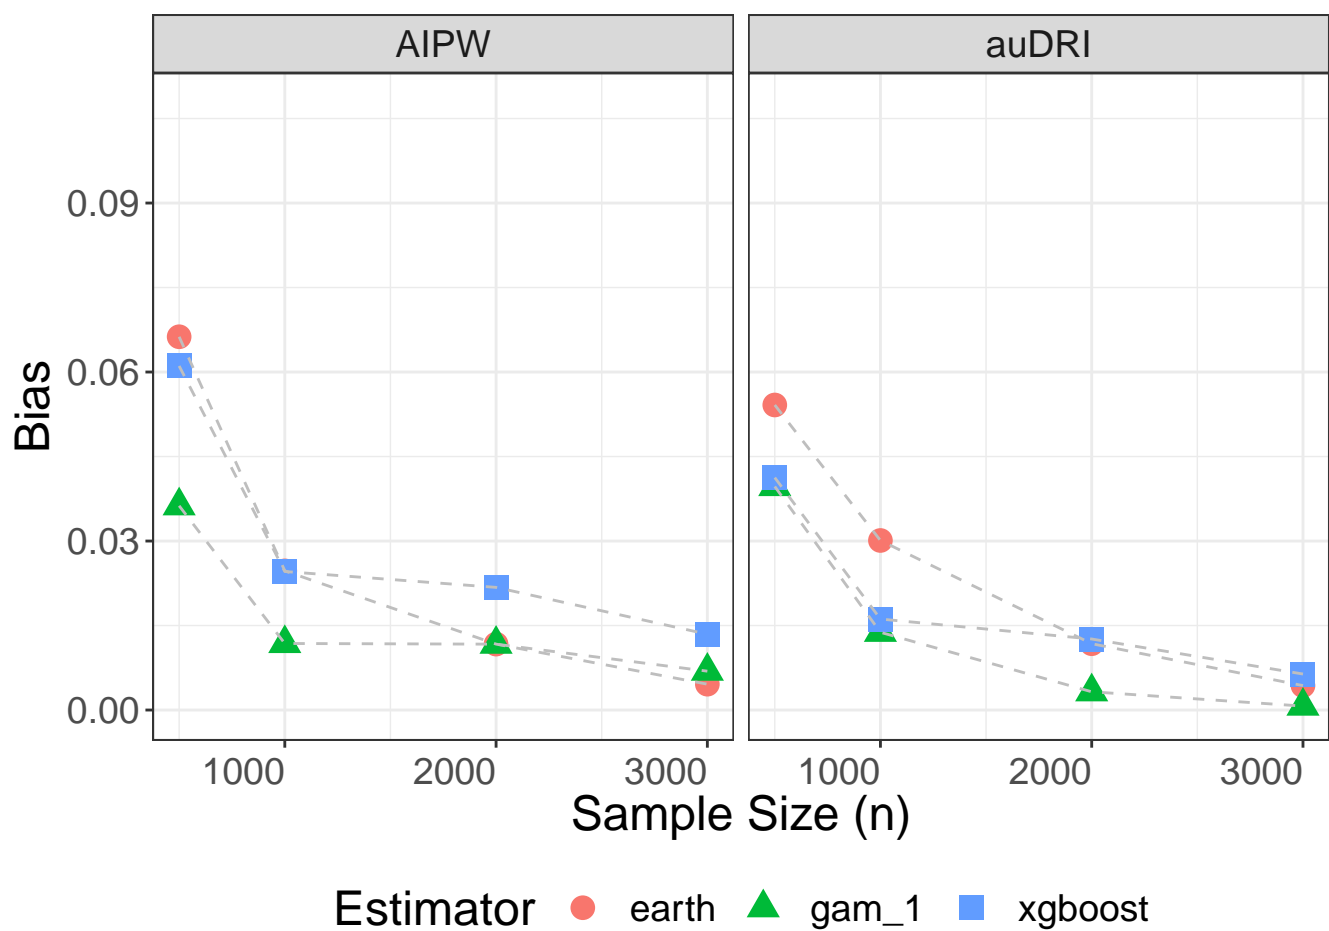 AIPW auDRI
0.09
0.06
0.03
0.00
Bias
1000 2000 3000 1000 2000 3000
Sample Size (n)
Estimator earth gam_1 xgboost